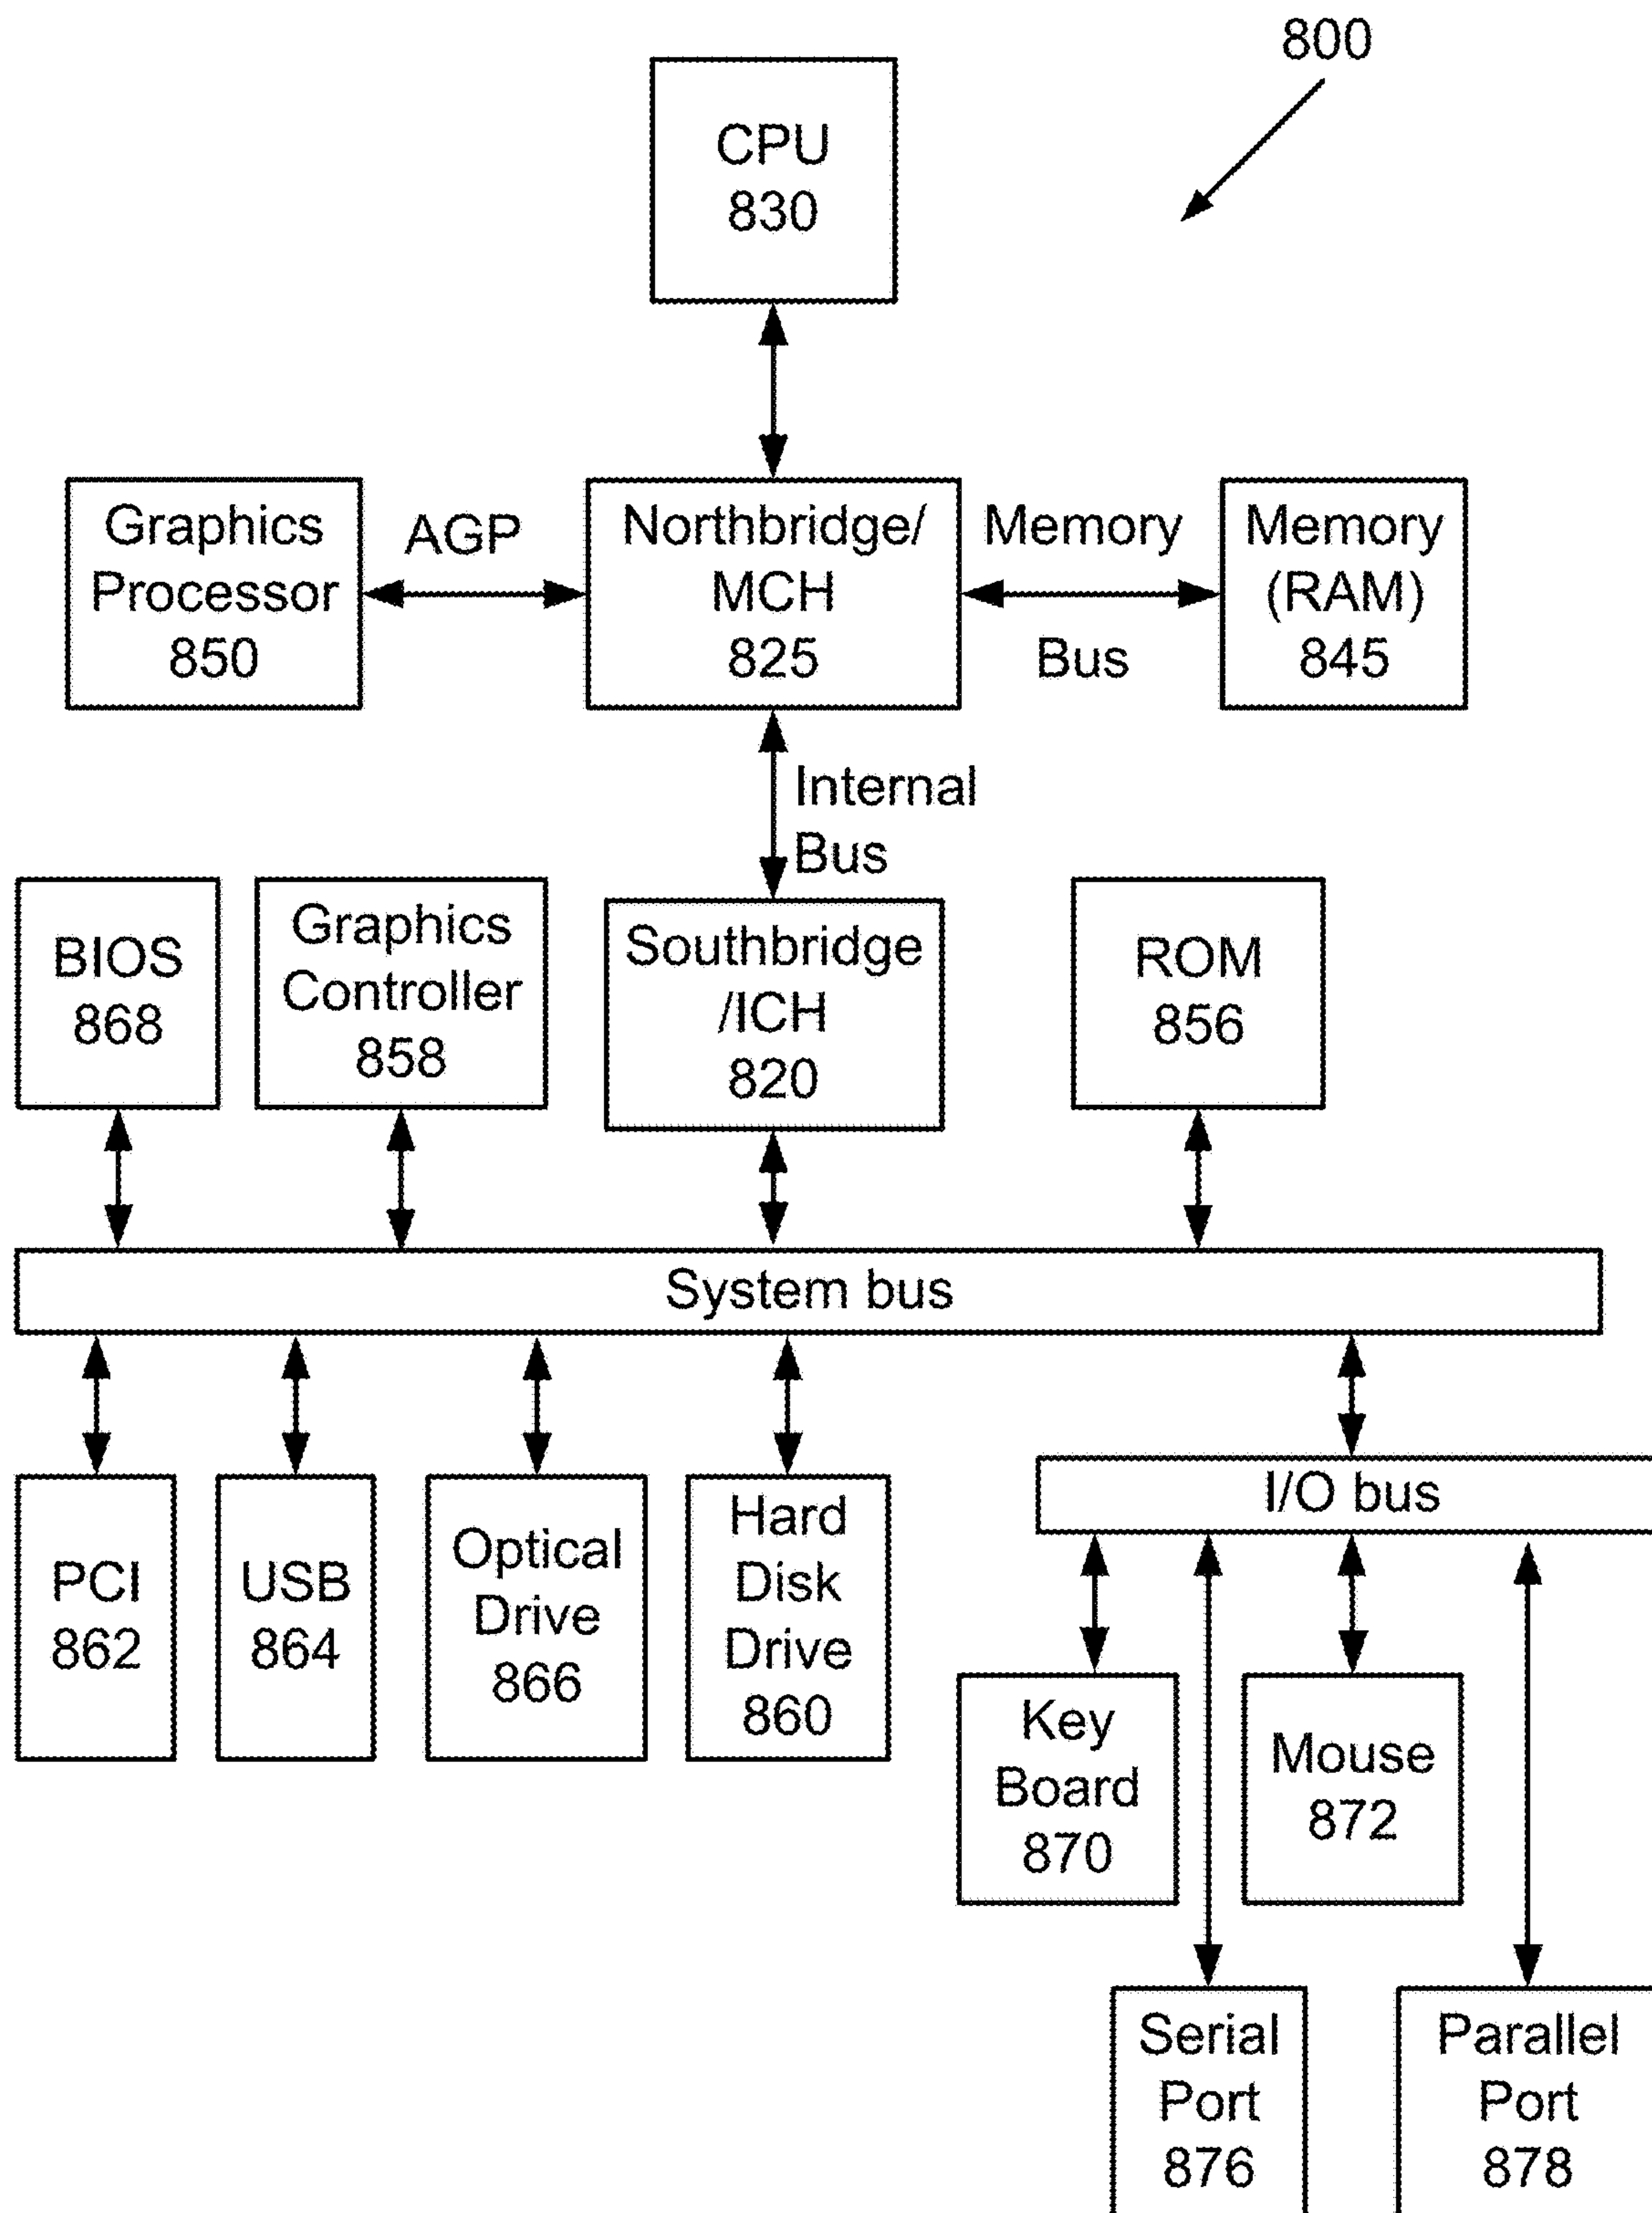 800
CPU
830
Graphics
Processor
850
AGP
Northbridge/
MCH
825
Memory
Bus
Memory
(RAM)
845
Internal
Bus
BIOS
868
Graphics
Controller
858
Southbridge
/ICH
820
ROM
856
System bus
PCI
862
USB
864
Optical
Drive
866
Hard
Disk
Drive
860
I/O bus
Key
Board
870
Mouse
872
Serial
Port
876
Parallel
Port
878